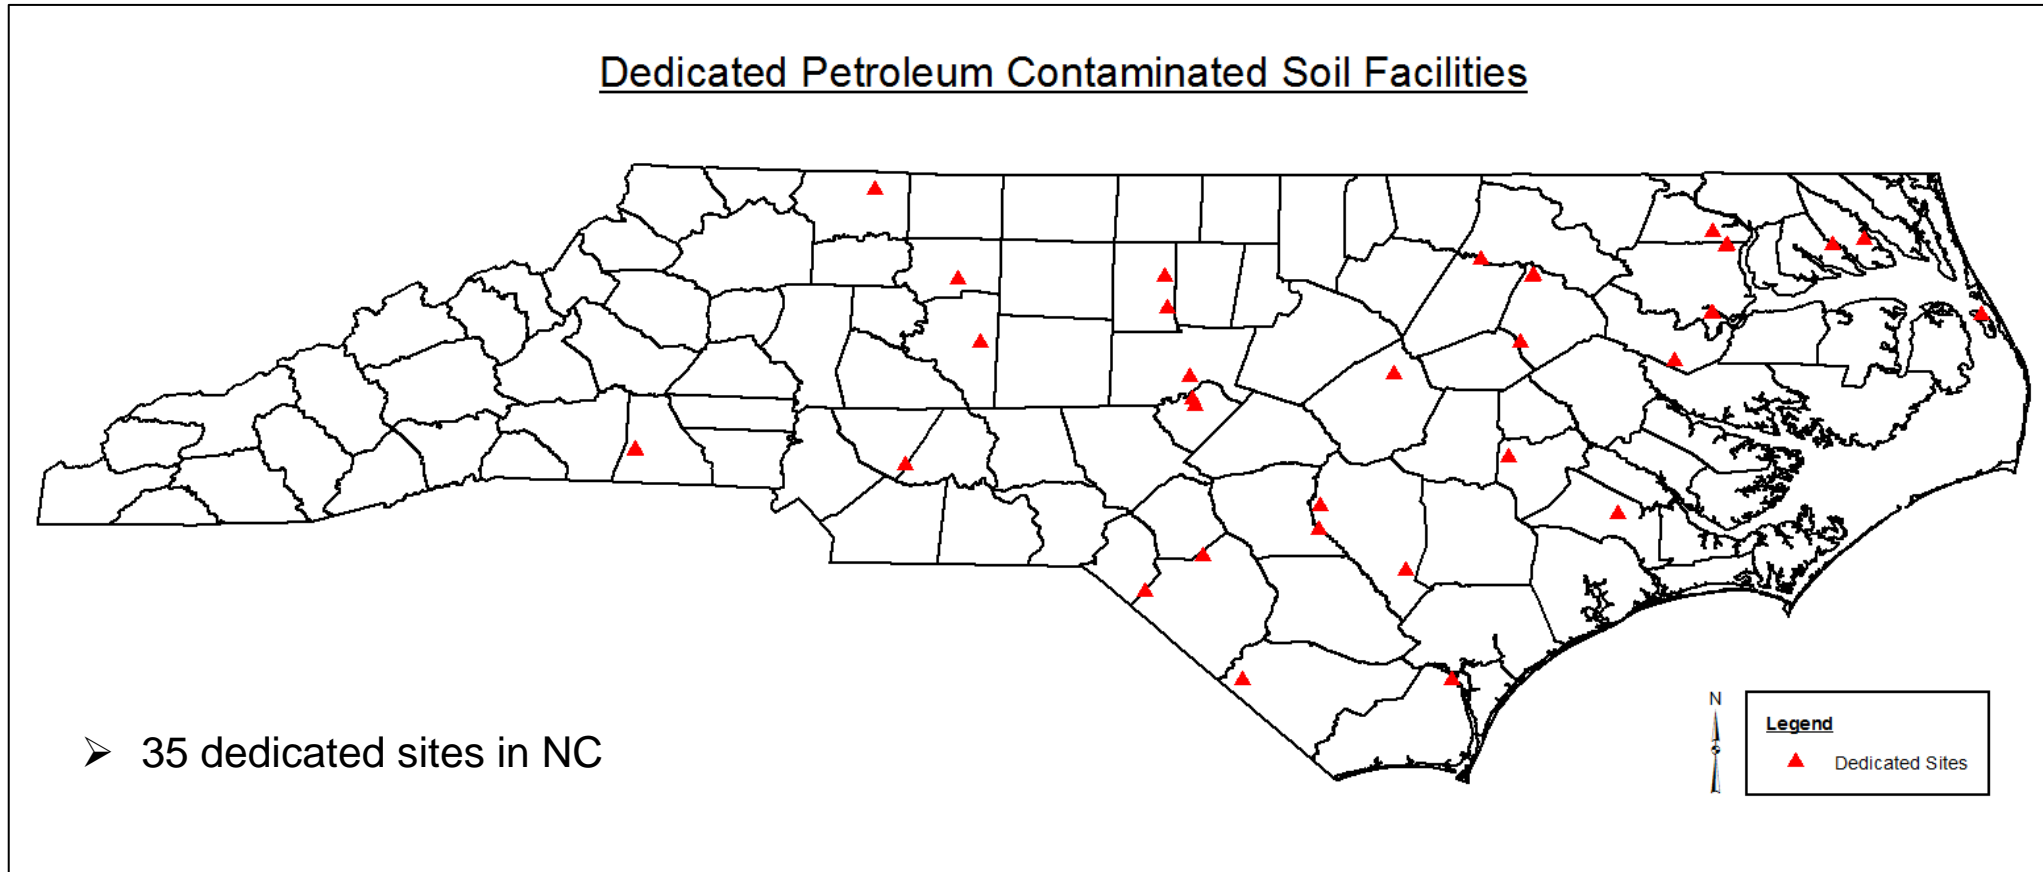 Dedicated Petroleum Contaminated Soil Facilities
➢ 35 dedicated sites in NC
N
Legend
Dedicated Sites